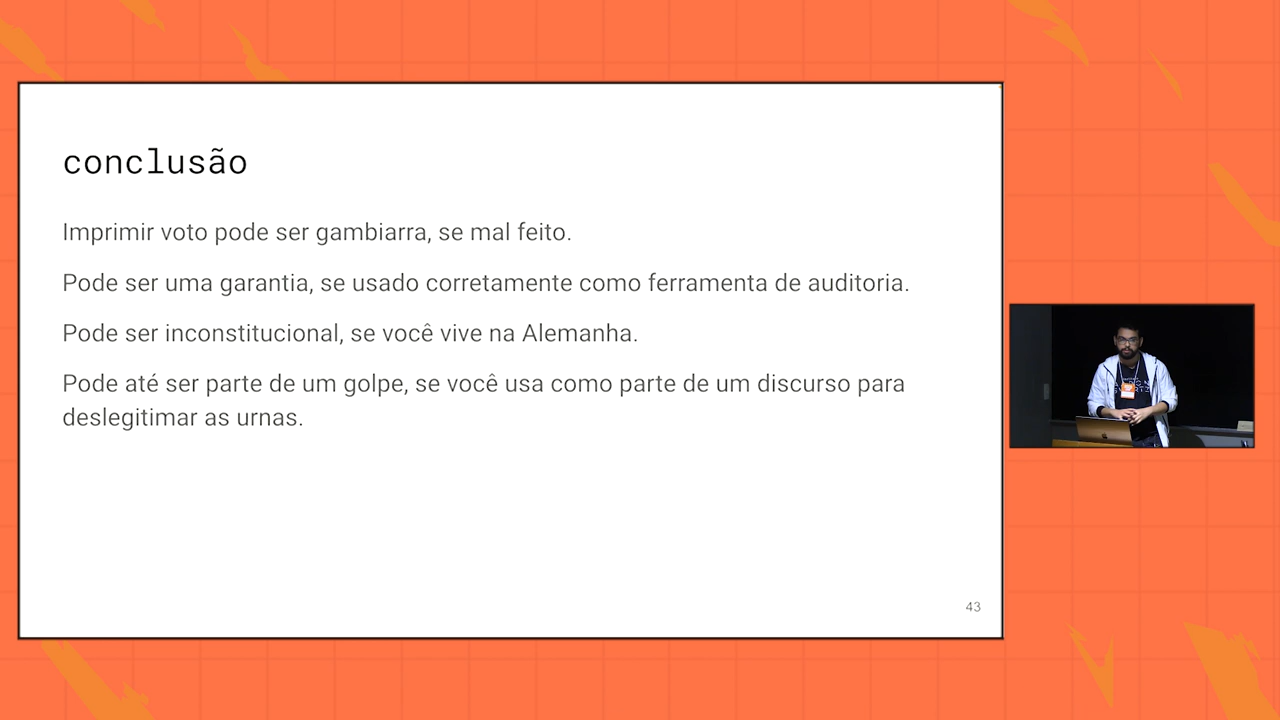 conclusão
Imprimir voto pode ser gambiarra, se mal feito.
Pode ser uma garantia, se usado corretamente como ferramenta de auditoria.
Pode ser inconstitucional, se você vive na Alemanha.
Pode até ser parte de um golpe, se você usa como parte de um discurso para
deslegitimar as urnas.
43